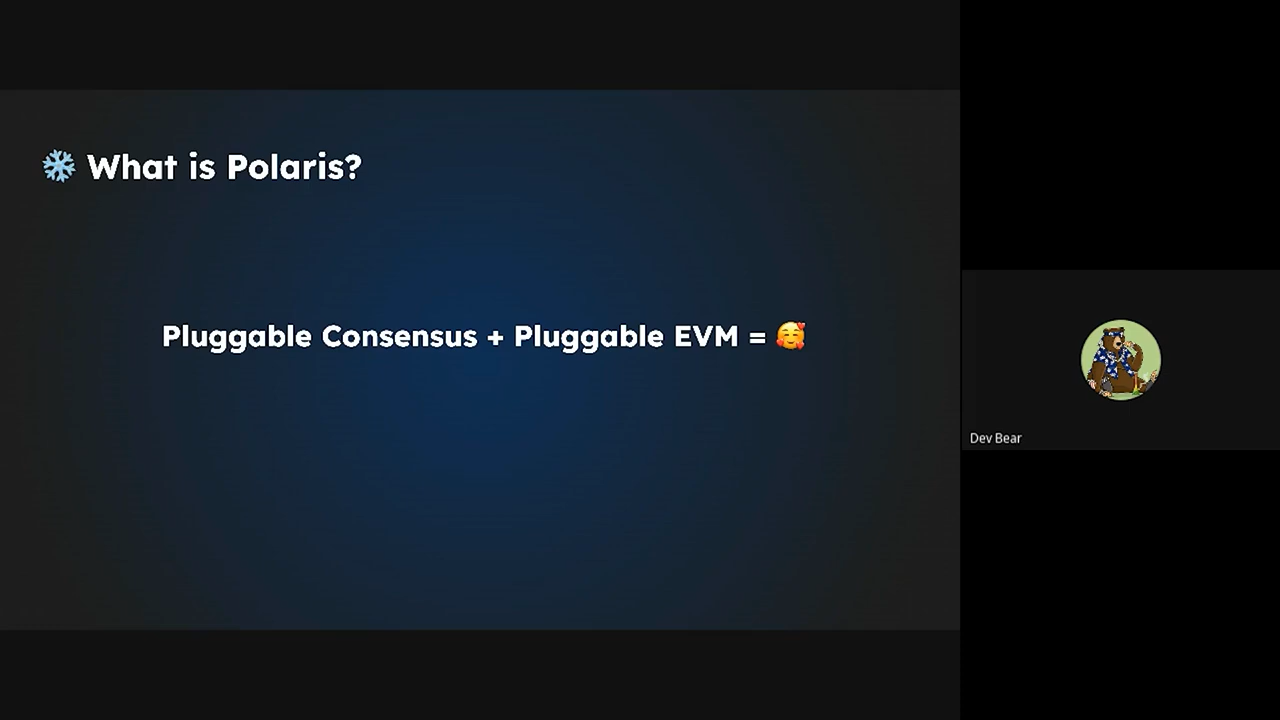 ❄️ What is Polaris?
Pluggable Consensus + Pluggable EVM = 🥰
Dev Bear